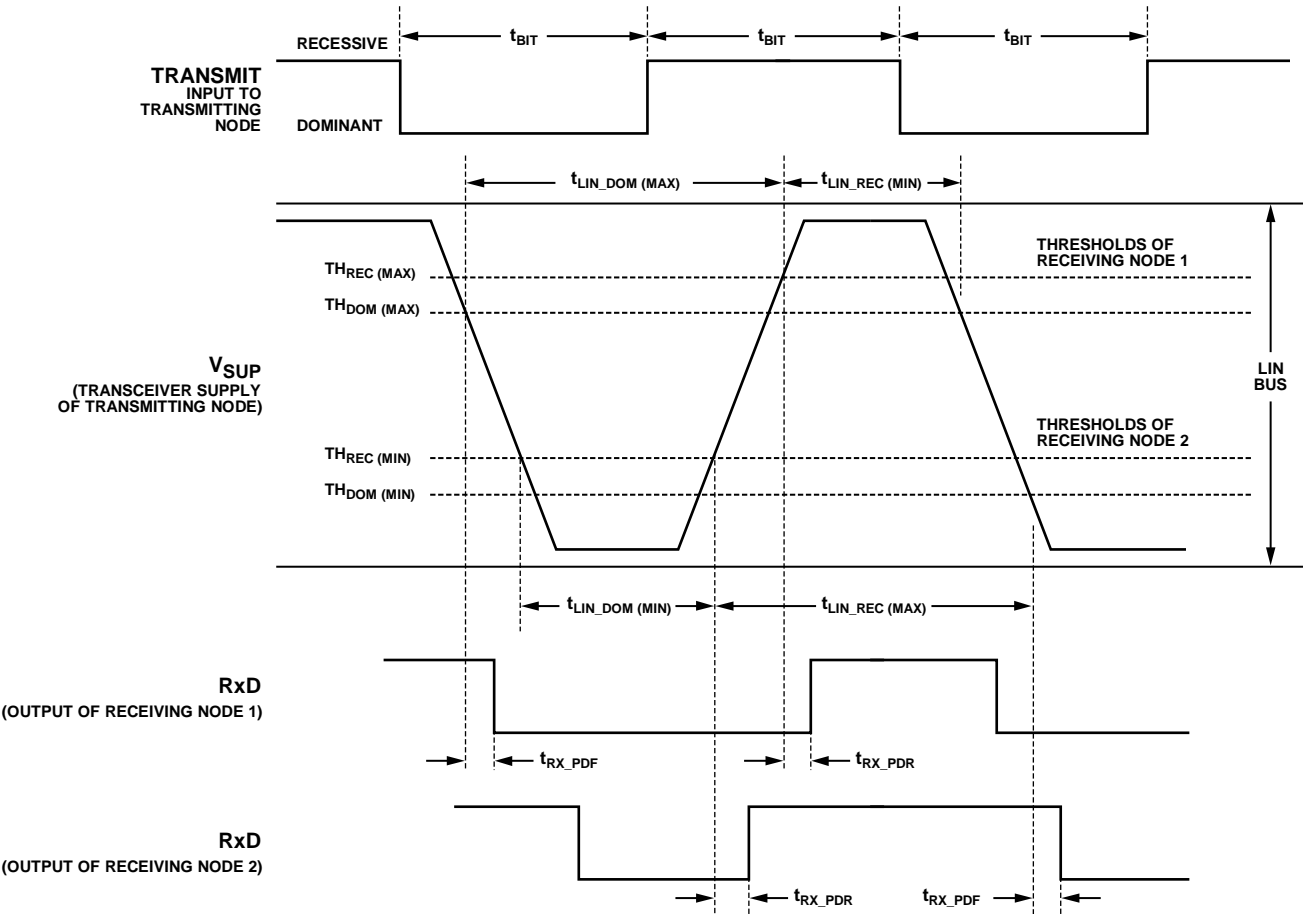 tBIT tBIT tBIT
RECESSIVE
TRANSMIT
INPUT TO
TRANSMITTING
NODE
DOMINANT
tLIN_DOM (MAX) tLIN_REC (MIN)
THRESHOLDS OF
RECEIVING NODE 1
THREC (MAX)
THDOM (MAX)
VSUP
(TRANSCEIVER SUPPLY
OF TRANSMITTING NODE)
LIN
BUS
THRESHOLDS OF
RECEIVING NODE 2
THREC (MIN)
THDOM (MIN)
tLIN_DOM (MIN) tLIN_REC (MAX)
RxD
(OUTPUT OF RECEIVING NODE 1)
tRX_PDF tRX_PDR
RxD
(OUTPUT OF RECEIVING NODE 2)
tRX_PDR tRX_PDF